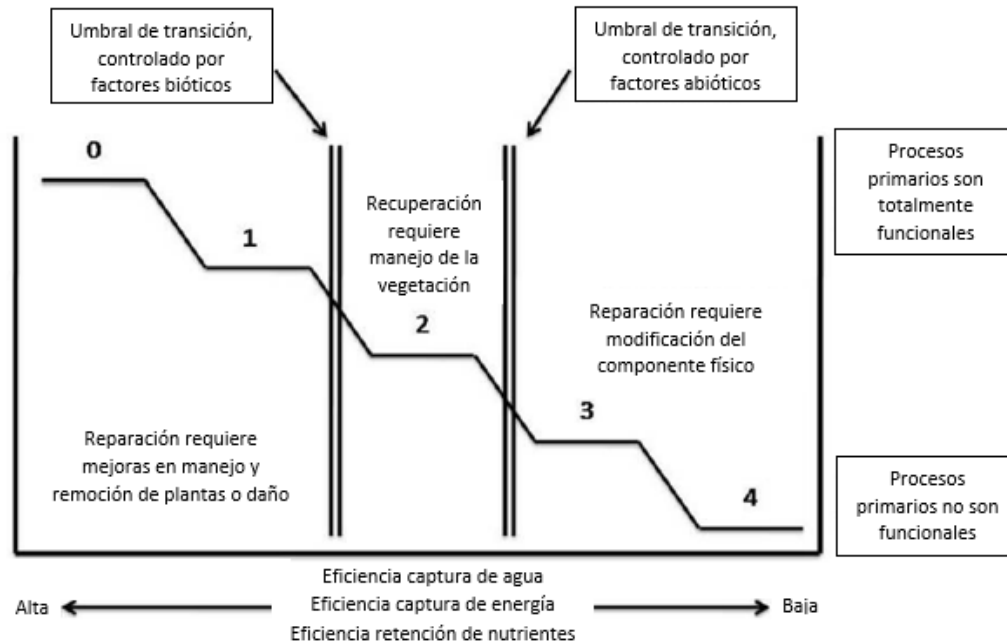 Umbral de transición,
controlado por
factores bióticos
Umbral de transición,
controlado por
factores abióticos
0
Procesos
primarios son
totalmente
funcionales
Recuperación
requiere
manejo de la
vegetación
1
2
Reparación requiere
modificación del
componente físico
3
Reparación requiere
mejoras en manejo y
remoción de plantas o daño
4
Procesos
primarios no son
funcionales
Eficiencia captura de agua
Alta
Eficiencia captura de energía
Baja
Eficiencia retención de nutrientes